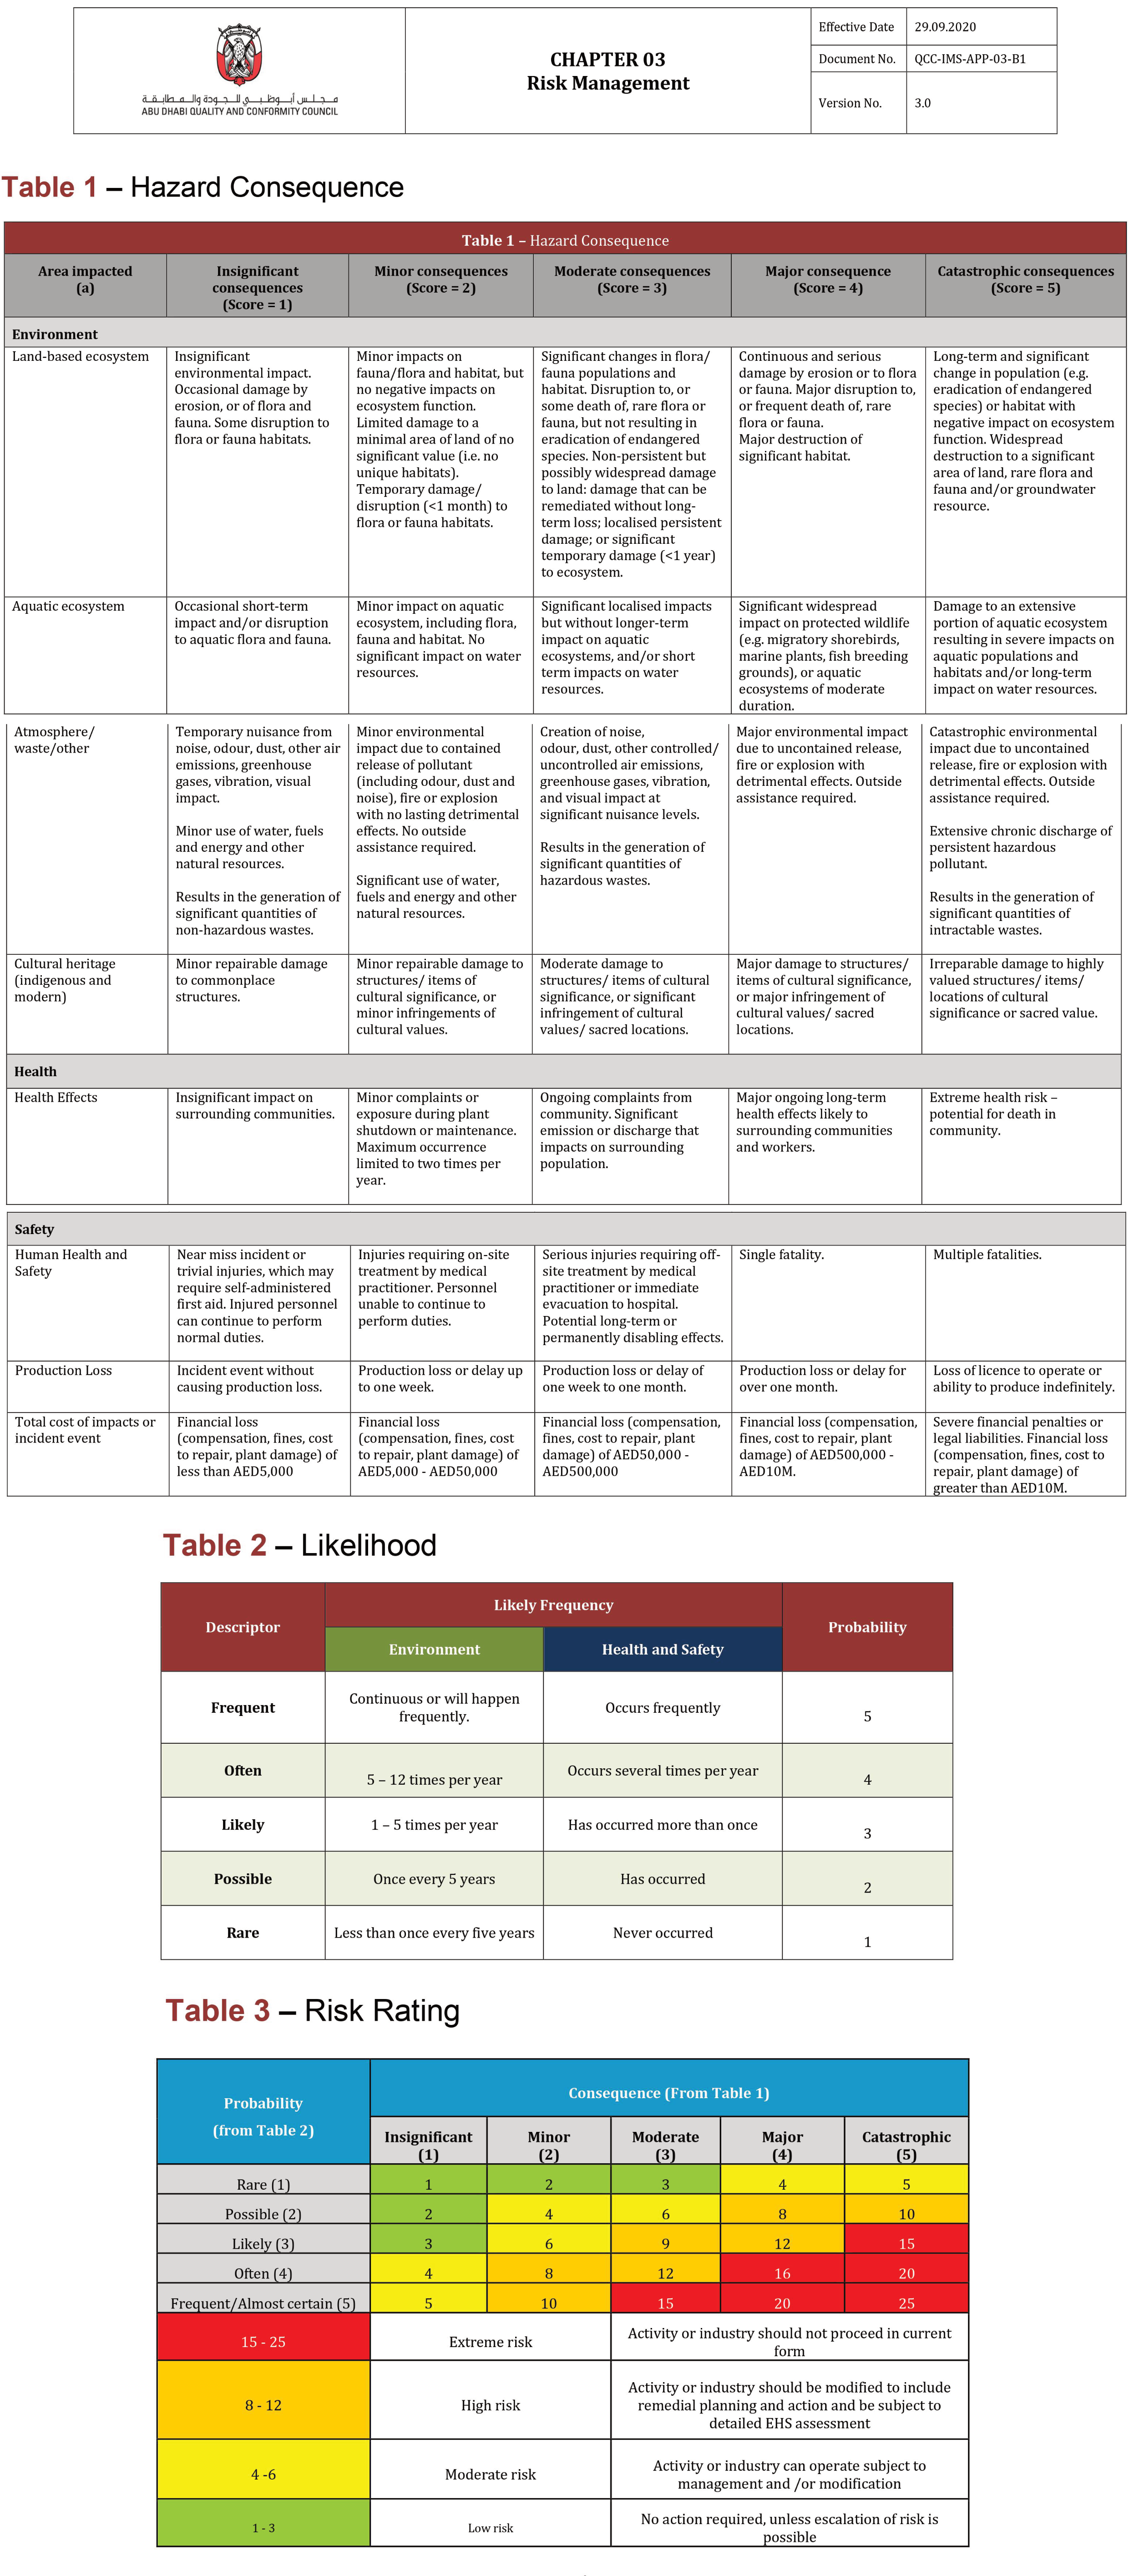 مجلس أبوظبي للجودة والمطابقة
ABU DHABI QUALITY AND CONFORMITY COUNCIL
CHAPTER 03
Risk Management
Effective Date 29.09.2020
Document No. QCC-IMS-APP-03-B1
Version No. 3.0
Table 1 – Hazard Consequence
Table 1 – Hazard Consequence
Area impacted
(a)
Insignificant
consequences
(Score = 1)
Minor consequences
(Score = 2)
Moderate consequences
(Score = 3)
Major consequence
(Score = 4)
Catastrophic consequences
(Score = 5)
Environment
Land-based ecosystem
Insignificant
environmental impact.
Occasional damage by
erosion, or of flora and
fauna. Some disruption to
flora or fauna habitats.
Minor impacts on
fauna/flora and habitat, but
no negative impacts on
ecosystem function.
Limited damage to a
minimal area of land of no
significant value (i.e. no
unique habitats).
Temporary damage/
disruption (<1 month) to
flora or fauna habitats.
Significant changes in flora/
fauna populations and
habitat. Disruption to, or
some death of, rare flora or
fauna, but not resulting in
eradication of endangered
species. Non-persistent but
possibly widespread damage
to land: damage that can be
remediated without long-
term loss; localised persistent
damage; or significant
temporary damage (<1 year)
to ecosystem.
Continuous and serious
damage by erosion or to flora
or fauna. Major disruption to,
or frequent death of, rare
flora or fauna.
Major destruction of
significant habitat.
Long-term and significant
change in population (e.g.
eradication of endangered
species) or habitat with
negative impact on ecosystem
function. Widespread
destruction to a significant
area of land, rare flora and
fauna and/or groundwater
resource.
Aquatic ecosystem
Occasional short-term
impact and/or disruption
to aquatic flora and fauna.
Minor impact on aquatic
ecosystem, including flora,
fauna and habitat. No
significant impact on water
resources.
Significant localised impacts
but without longer-term
impact on aquatic
ecosystems, and/or short
term impacts on water
resources.
Significant widespread
impact on protected wildlife
(e.g. migratory shorebirds,
marine plants, fish breeding
grounds), or aquatic
ecosystems of moderate
duration.
Damage to an extensive
portion of aquatic ecosystem
resulting in severe impacts on
aquatic populations and
habitats and/or long-term
impact on water resources.
Atmosphere/
waste/other
Temporary nuisance from
noise, odour, dust, other air
emissions, greenhouse
gases, vibration, visual
impact.
Minor use of water, fuels
and energy and other
natural resources.
Results in the generation of
significant quantities of
non-hazardous wastes.
Minor environmental
impact due to contained
release of pollutant
(including odour, dust and
noise), fire or explosion
with no lasting detrimental
effects. No outside
assistance required.
Significant use of water,
fuels and energy and other
natural resources.
Creation of noise,
odour, dust, other controlled/
uncontrolled air emissions,
greenhouse gases, vibration,
and visual impact at
significant nuisance levels.
Results in the generation of
significant quantities of
hazardous wastes.
Major environmental impact
due to uncontained release,
fire or explosion with
detrimental effects. Outside
assistance required.
Catastrophic environmental
impact due to uncontained
release, fire or explosion with
detrimental effects. Outside
assistance required.
Extensive chronic discharge of
persistent hazardous
pollutant.
Results in the generation of
significant quantities of
intractable wastes.
Cultural heritage
(indigenous and
modern)
Minor repairable damage
to commonplace
structures.
Minor repairable damage to
structures/ items of
cultural significance, or
minor infringements of
cultural values.
Moderate damage to
structures/ items of cultural
significance, or significant
infringement of cultural
values/ sacred locations.
Major damage to structures/
items of cultural significance,
or major infringement of
cultural values/ sacred
locations.
Irreparable damage to highly
valued structures/ items/
locations of cultural
significance or sacred value.
Health
Health Effects
Insignificant impact on
surrounding communities.
Minor complaints or
exposure during plant
shutdown or maintenance.
Maximum occurrence
limited to two times per
year.
Ongoing complaints from
community. Significant
emission or discharge that
impacts on surrounding
population.
Major ongoing long-term
health effects likely to
surrounding communities
and workers.
Extreme health risk –
potential for death in
community.
Safety
Human Health and
Safety
Near miss incident or
trivial injuries, which may
require self-administered
first aid. Injured personnel
can continue to perform
normal duties.
Injuries requiring on-site
treatment by medical
practitioner. Personnel
unable to continue to
perform duties.
Serious injuries requiring off-
site treatment by medical
practitioner or immediate
evacuation to hospital.
Potential long-term or
permanently disabling effects.
Single fatality.
Multiple fatalities.
Production Loss
Incident event without
causing production loss.
Production loss or delay up
to one week.
Production loss or delay of
one week to one month.
Production loss or delay for
over one month.
Loss of licence to operate or
ability to produce indefinitely.
Total cost of impacts or
incident event
Financial loss
(compensation, fines, cost
to repair, plant damage) of
less than AED5,000
Financial loss
(compensation, fines, cost
to repair, plant damage) of
AED5,000 - AED50,000
Financial loss (compensation,
fines, cost to repair, plant
damage) of AED50,000 -
AED500,000
Financial loss (compensation,
fines, cost to repair, plant
damage) of AED500,000 -
AED10M.
Severe financial penalties or
legal liabilities. Financial loss
(compensation, fines, cost to
repair, plant damage) of
greater than AED10M.
Table 2 – Likelihood
Descriptor
Likely Frequency
Probability
Environment
Health and Safety
Frequent
Continuous or will happen
frequently.
Occurs frequently
5
Often
5 – 12 times per year
Occurs several times per year
4
Likely
1 – 5 times per year
Has occurred more than once
3
Possible
Once every 5 years
Has occurred
2
Rare
Less than once every five years
Never occurred
1
Table 3 – Risk Rating
Probability
(from Table 2)
Consequence (From Table 1)
Insignificant
(1)
Minor
(2)
Moderate
(3)
Major
(4)
Catastrophic
(5)
Rare (1) 1 2 3 4 5
Possible (2) 2 4 6 8 10
Likely (3) 3 6 9 12 15
Often (4) 4 8 12 16 20
Frequent/Almost certain (5) 5 10 15 20 25
15 - 25
Extreme risk
Activity or industry should not proceed in current
form
8 - 12
High risk
Activity or industry should be modified to include
remedial planning and action and be subject to
detailed EHS assessment
4 -6
Moderate risk
Activity or industry can operate subject to
management and /or modification
1 - 3
Low risk
No action required, unless escalation of risk is
possible